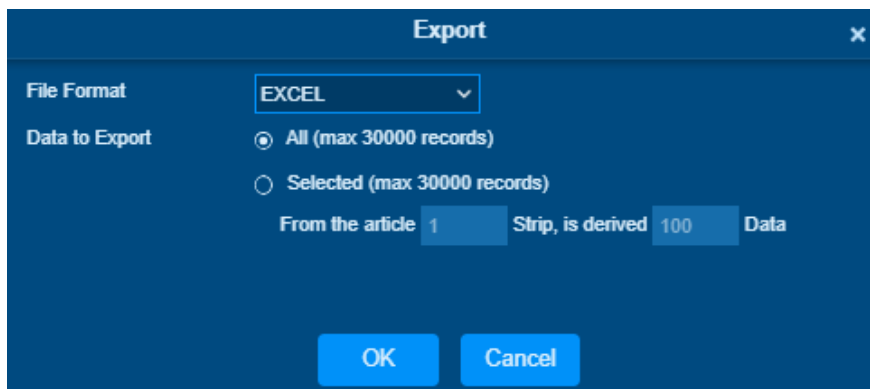 Export ×
File Format EXCEL
Data to Export All (max 30000 records)
Selected (max 30000 records)
From the article 1 Strip, is derived 100 Data
OK Cancel